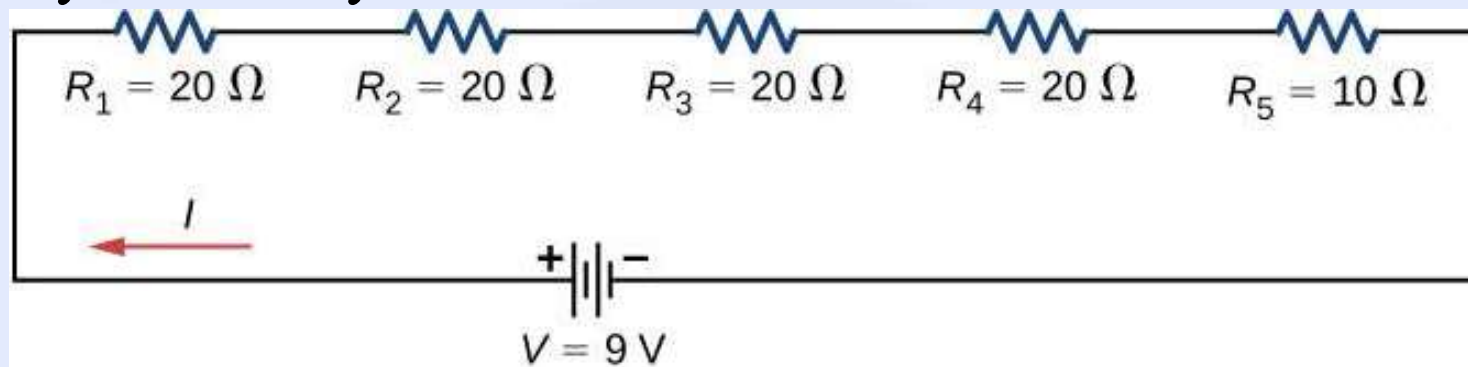 R₁ = 20 Ω R₂ = 20 Ω R₃ = 20 Ω R₄ = 20 Ω R₅ = 10 Ω
I
+ −
V = 9 V